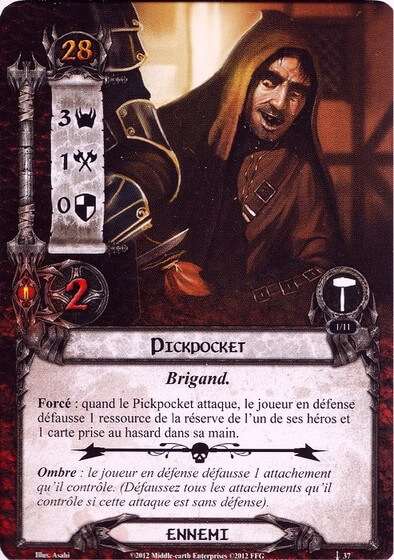 28
3
1
0
2
1/11
Pickpocket
Brigand.
Forcé : quand le Pickpocket attaque, le joueur en défense
défausse 1 ressource de la réserve de l'un de ses héros et
1 carte prise au hasard dans sa main.
Ombre : le joueur en défense défausse 1 attachement
qu'il contrôle. (Défaussez tous les attachements qu'il
contrôle si cette attaque est sans défense).
ENNEMI
Illus. Asahi ©2012 Middle-earth Enterprises ©2012 FFG 37